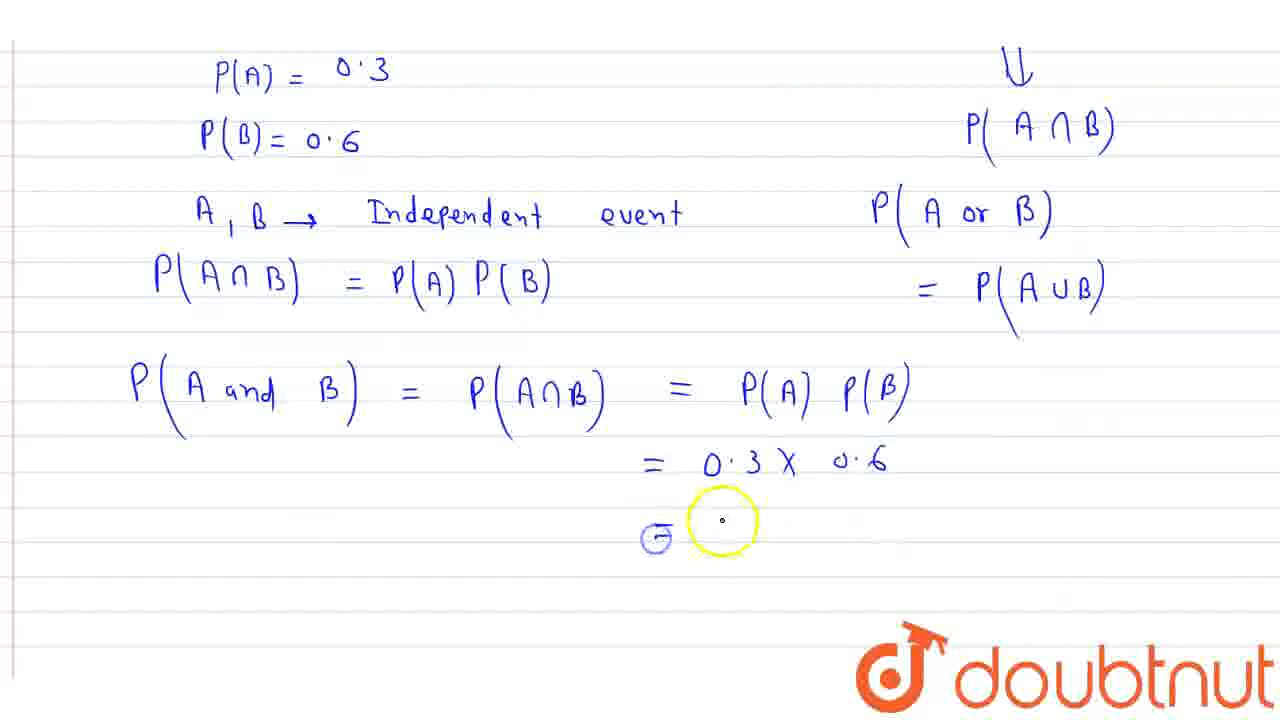 P(A) = 0.3
P(B) = 0.6
A, B → Independent event
P(A ∩ B) = P(A) P(B)
↓
P(A ∩ B)
P(A or B)
= P(A ∪ B)
P(A and B) = P(A∩B) = P(A) P(B)
= 0.3 X 0.6
=
doubtnut